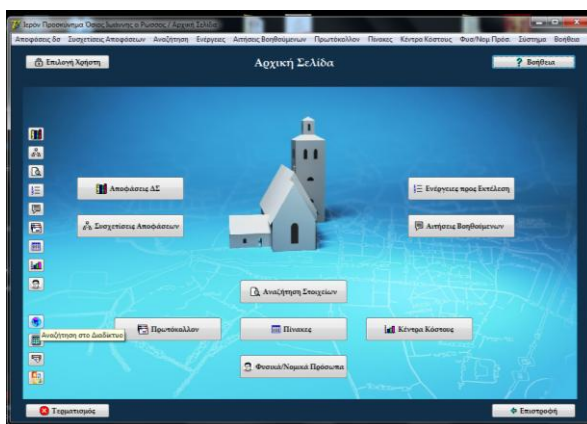 Ιερον Προσκύνημα Όσιος Ιωάννης ο Ρώσσος / Αρχική Σελίδα
Αποφάσεις δσ Συσχετίσεις Αποφάσεων Αναζήτηση Ενέργειες Αιτήσεις Βοηθούμενων Πρωτόκολλον Πίνακες Κέντρα Κόστους Φυσ/Νομ Πρόσ. Σύστημα Βοήθεια
Επιλογή Χρήστη
Αρχική Σελίδα
? Βοήθεια
Αποφάσεις ΔΣ
Ενέργειες προς Εκτέλεση
Συσχετίσεις Αποφάσεων
Αιτήσεις Βοηθούμενων
Αναζήτηση Στοιχείων
Πρωτόκολλον
Πίνακες
Κέντρα Κόστους
Αναζήτηση στο Διαδίκτυο
Φυσικά/Νομικά Πρόσωπα
Τερματισμός
Επιστροφή